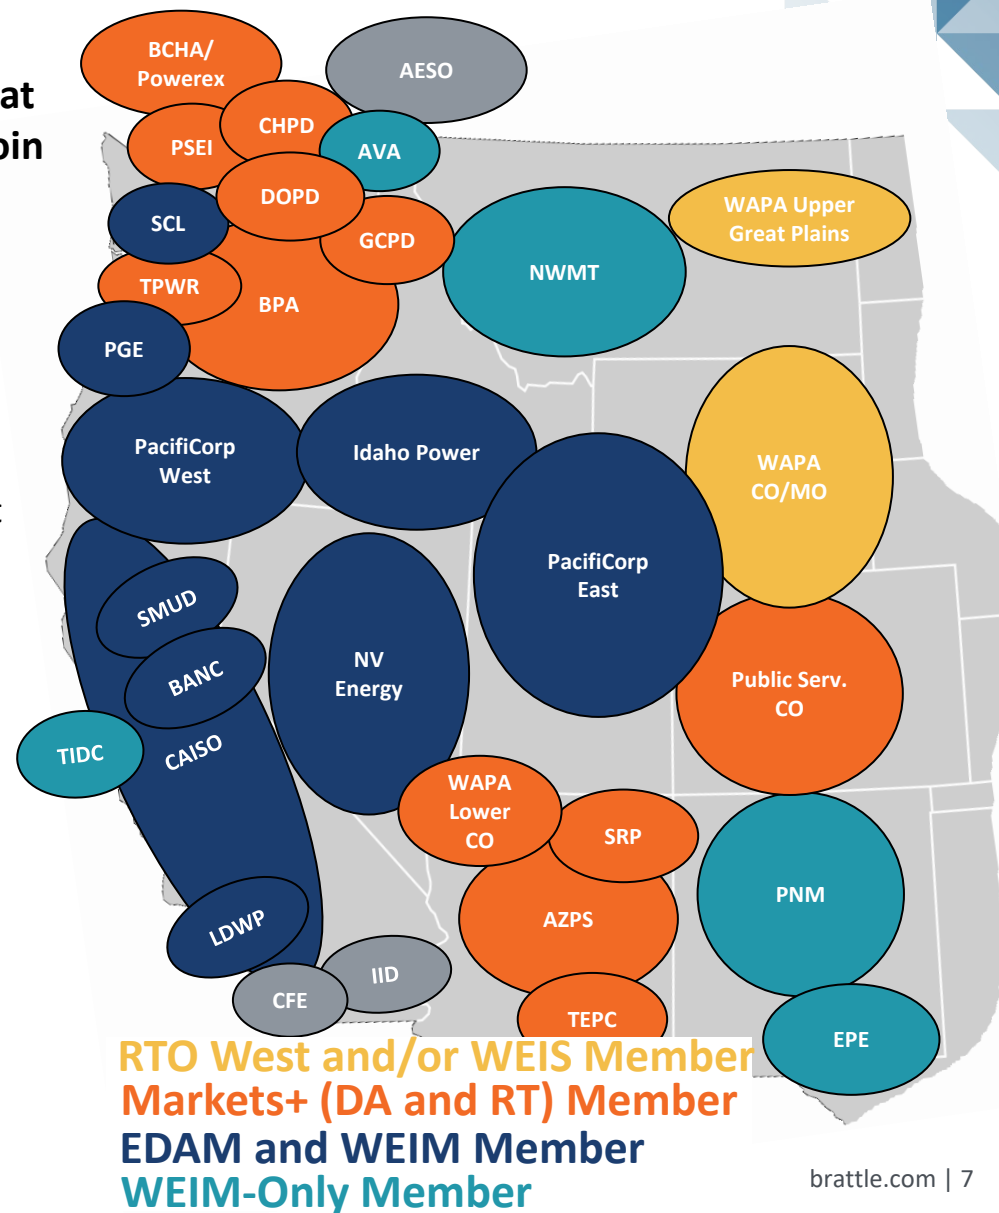 at
oin
t
BCHA/
Powerex
AESO
CHPD
PSEI
AVA
DOPD
SCL
GCPD
WAPA Upper
Great Plains
NWMT
TPWR
BPA
PGE
PacifiCorp
West
Idaho Power
WAPA
CO/MO
PacifiCorp
East
SMUD
BANC
NV
Energy
Public Serv.
CO
TIDC
CAISO
WAPA
Lower
CO
SRP
PNM
AZPS
LDWP
IID
CFE
TEPC
EPE
RTO West and/or WEIS Member
Markets+ (DA and RT) Member
EDAM and WEIM Member
WEIM-Only Member
brattle.com | 7